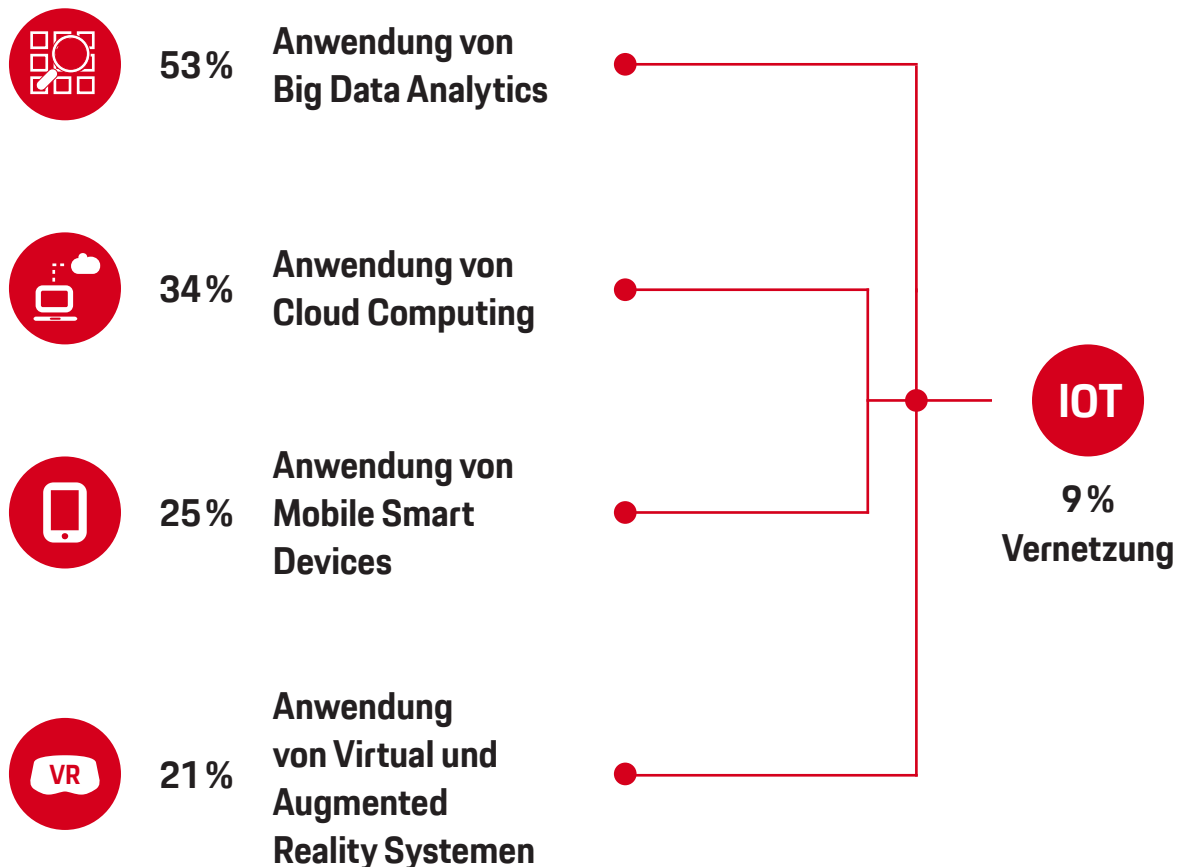 53%
Anwendung von
Big Data Analytics
34%
Anwendung von
Cloud Computing
25%
Anwendung von
Mobile Smart
Devices
VR
21%
Anwendung
von Virtual und
Augmented
Reality Systemen
IOT
9%
Vernetzung